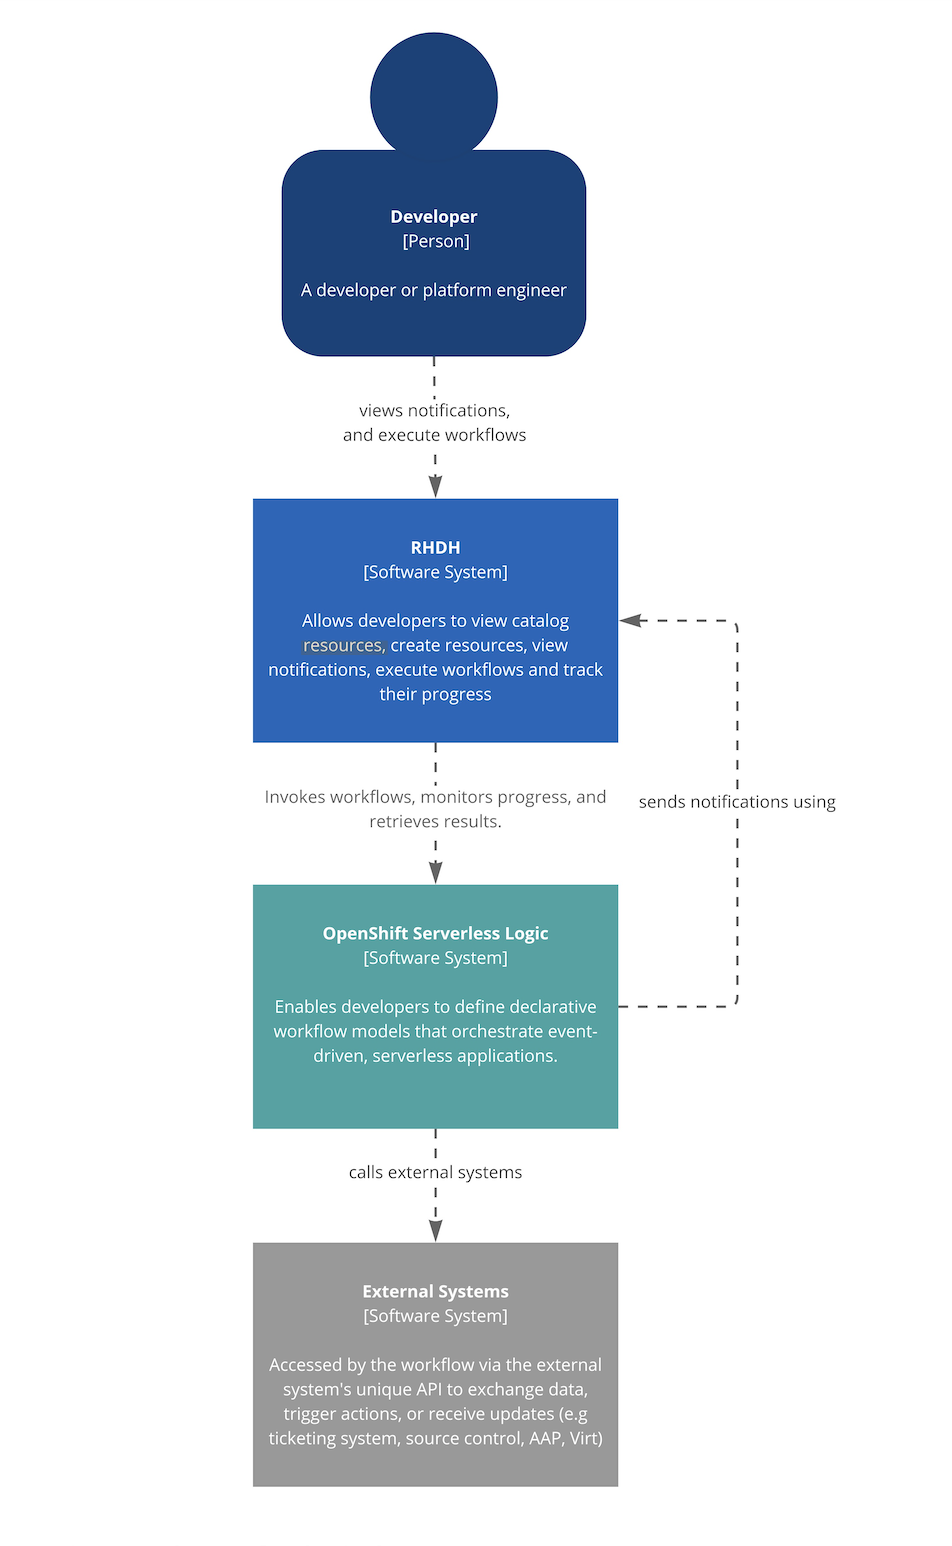 Developer
[Person]
A developer or platform engineer
views notifications,
and execute workflows
RHDH
[Software System]
Allows developers to view catalog
resources, create resources, view
notifications, execute workflows and track
their progress
Invokes workflows, monitors progress, and
retrieves results.
sends notifications using
OpenShift Serverless Logic
[Software System]
Enables developers to define declarative
workflow models that orchestrate event-
driven, serverless applications.
calls external systems
External Systems
[Software System]
Accessed by the workflow via the external
system's unique API to exchange data,
trigger actions, or receive updates (e.g
ticketing system, source control, AAP, Virt)